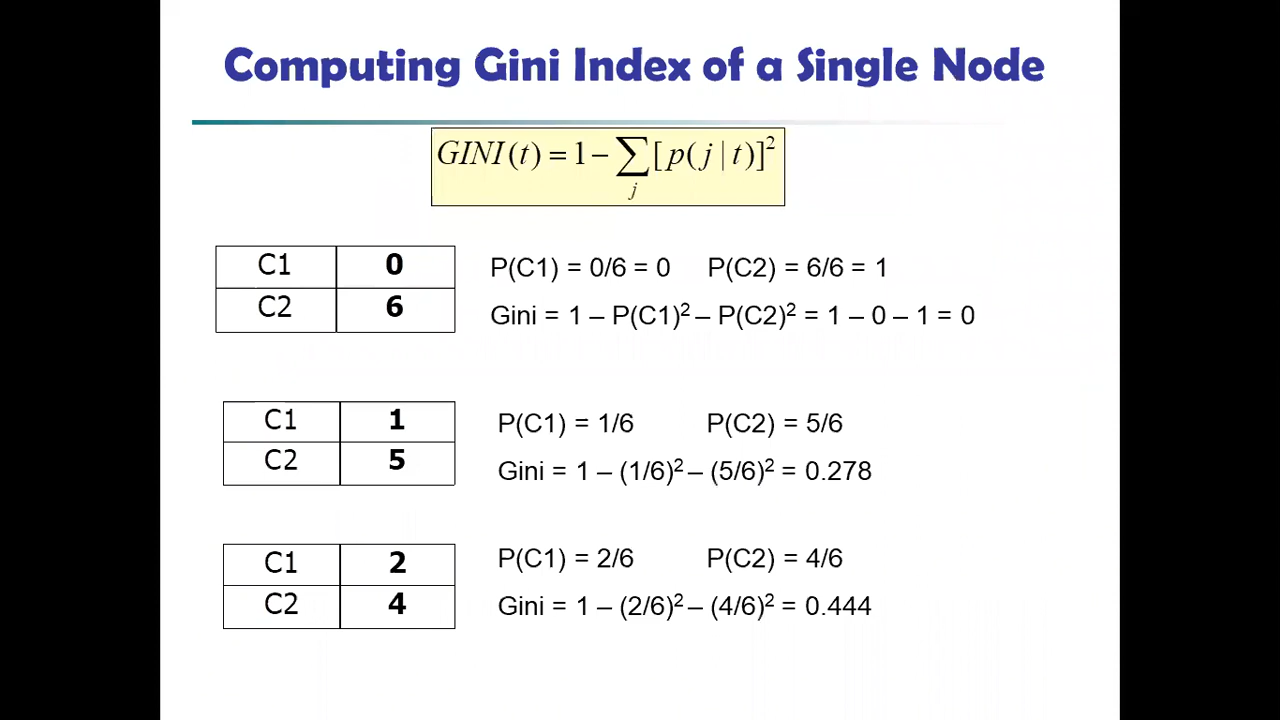 Computing Gini Index of a Single Node
GINI(t) = 1 − ∑j [p(j | t)]²
C1 0
C2 6
P(C1) = 0/6 = 0 P(C2) = 6/6 = 1
Gini = 1 – P(C1)² – P(C2)² = 1 – 0 – 1 = 0
C1 1
C2 5
P(C1) = 1/6 P(C2) = 5/6
Gini = 1 – (1/6)² – (5/6)² = 0.278
C1 2
C2 4
P(C1) = 2/6 P(C2) = 4/6
Gini = 1 – (2/6)² – (4/6)² = 0.444